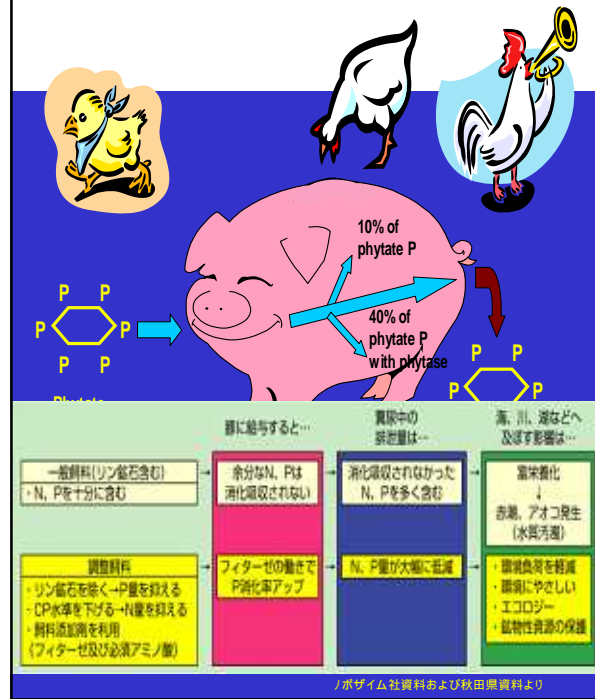 10% of
phytate P
P P
P P
P P
40% of
phytate P
with phytase
P P
P P
Phytate
豚に給与すると…
糞尿中の
排泄量は…
海、川、湖などへ
及ぼす影響は…
一般飼料(リン鉱石含む)
・N、Pを十分に含む
→
余分なN、Pは
消化吸収されない
→
消化吸収されなかった
N、Pを多く含む
→
富栄養化
↓
赤潮、アオコ発生
(水質汚濁)
調整飼料
・リン鉱石を除く→P量を抑える
・CP水準を下げる→N量を抑える
・飼料添加剤を利用
(フィターゼ及び必須アミノ酸)
→
フィターゼの働きで
P消化率アップ
→
N、P量が大幅に低減
→
・環境負荷を軽減
・環境にやさしい
・エコロジー
・鉱物性資源の保護
ノボザイム社資料および秋田県資料より